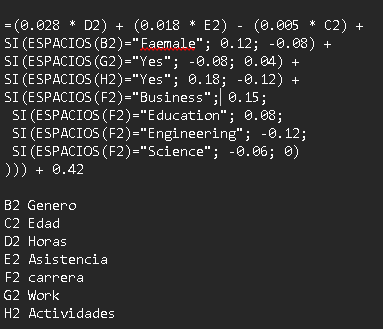 =(0.028 * D2) + (0.018 * E2) - (0.005 * C2) +
SI(ESPACIOS(B2)="Faemale"; 0.12; -0.08) +
SI(ESPACIOS(G2)="Yes"; -0.08; 0.04) +
SI(ESPACIOS(H2)="Yes"; 0.18; -0.12) +
SI(ESPACIOS(F2)="Business"; 0.15;
SI(ESPACIOS(F2)="Education"; 0.08;
SI(ESPACIOS(F2)="Engineering"; -0.12;
SI(ESPACIOS(F2)="Science"; -0.06; 0)
))) + 0.42
B2 Genero
C2 Edad
D2 Horas
E2 Asistencia
F2 carrera
G2 Work
H2 Actividades